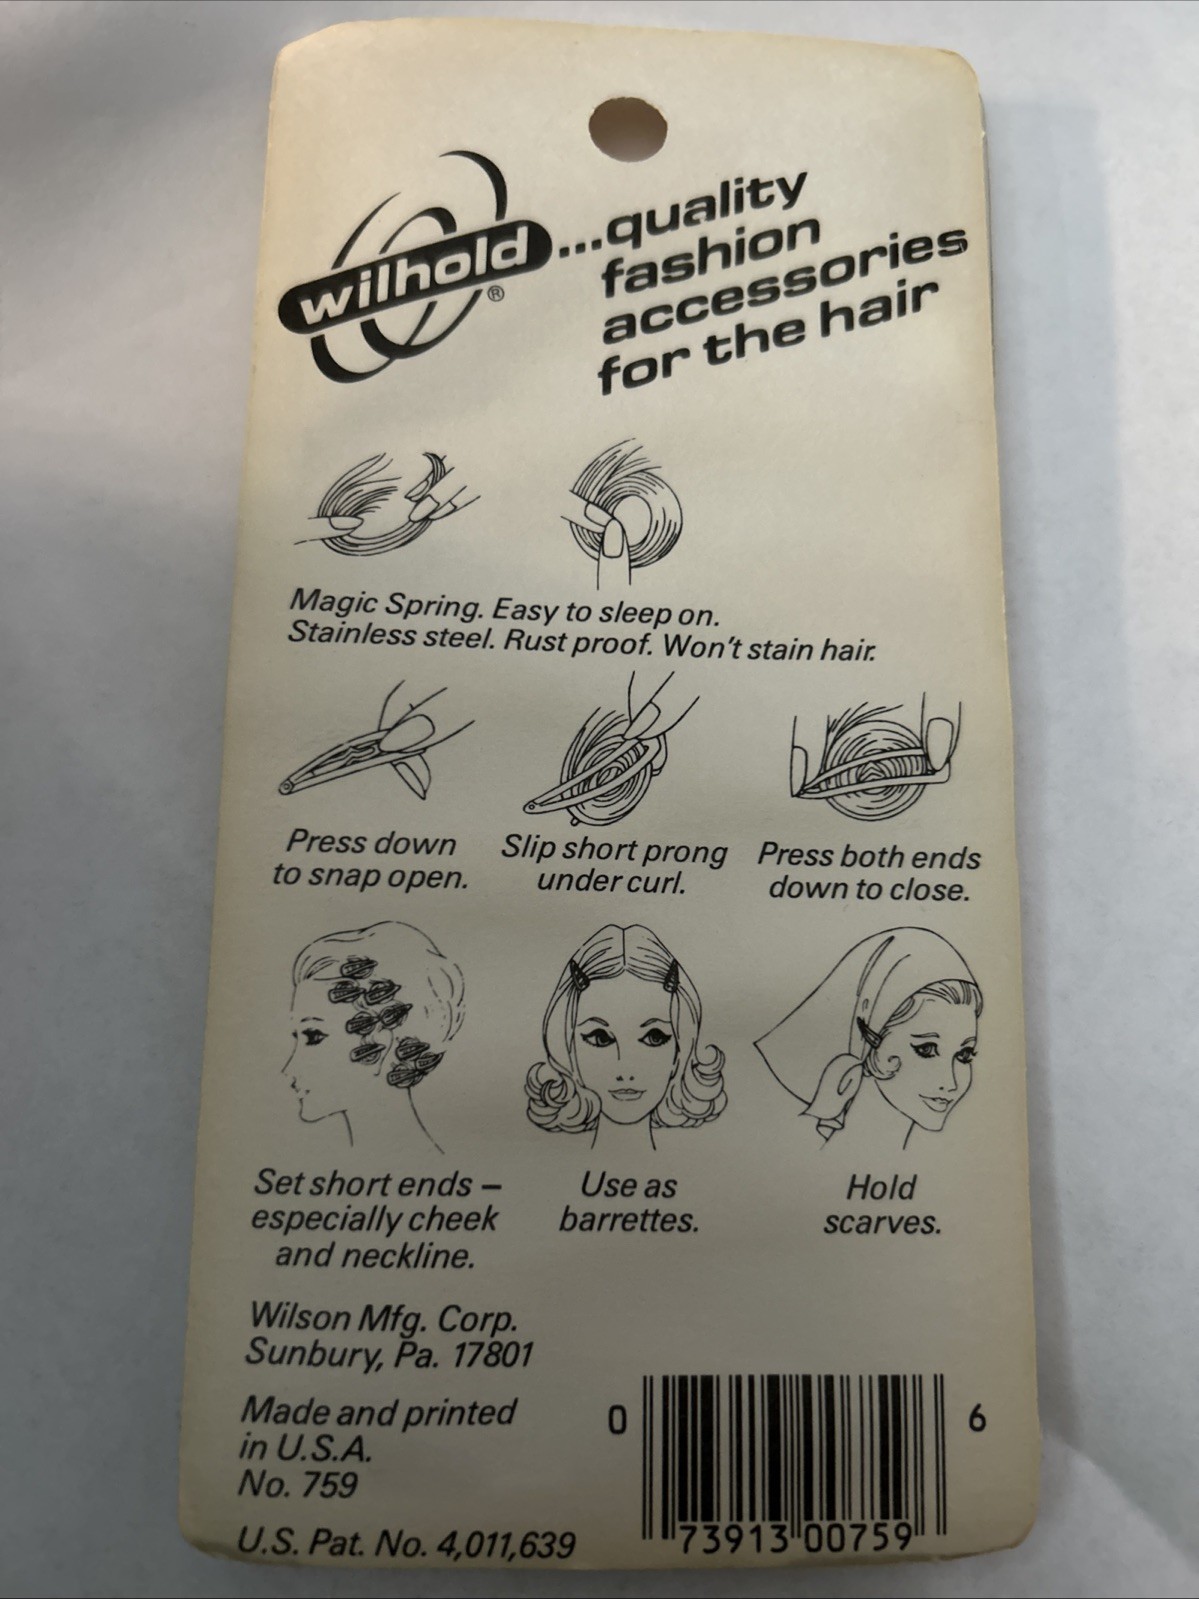 wilhold ® ...quality
fashion
accessories
for the hair
Magic Spring. Easy to sleep on.
Stainless steel. Rust proof. Won't stain hair.
Press down
to snap open.
Slip short prong
under curl.
Press both ends
down to close.
Set short ends –
especially cheek
and neckline.
Use as
barrettes.
Hold
scarves.
Wilson Mfg. Corp.
Sunbury, Pa. 17801
Made and printed
in U.S.A.
No. 759
U.S. Pat. No. 4,011,639
0 73913 00759 6